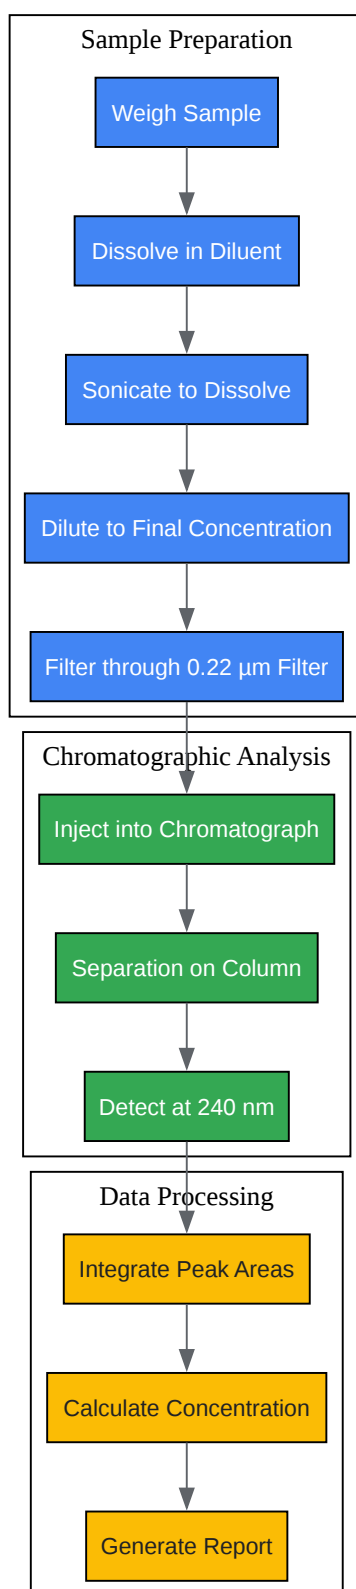 Sample Preparation
Weigh Sample
Dissolve in Diluent
Sonicate to Dissolve
Dilute to Final Concentration
Filter through 0.22 µm Filter
Chromatographic Analysis
Inject into Chromatograph
Separation on Column
Detect at 240 nm
Data Processing
Integrate Peak Areas
Calculate Concentration
Generate Report